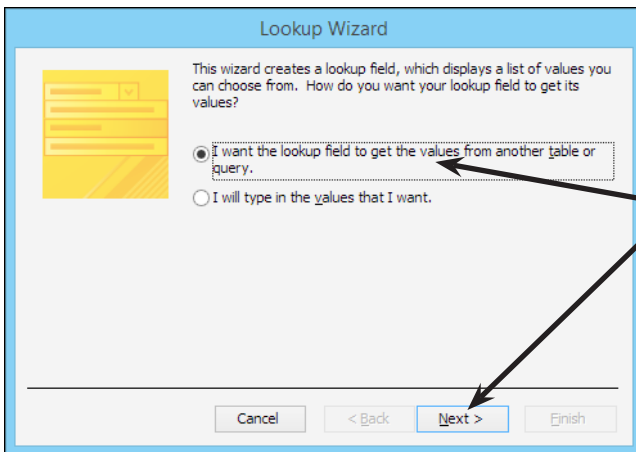 Lookup Wizard
This wizard creates a lookup field, which displays a list of values you
can choose from.  How do you want your lookup field to get its
values?
I want the lookup field to get the values from another table or
query.
I will type in the values that I want.
Cancel
< Back
Next >
Finish